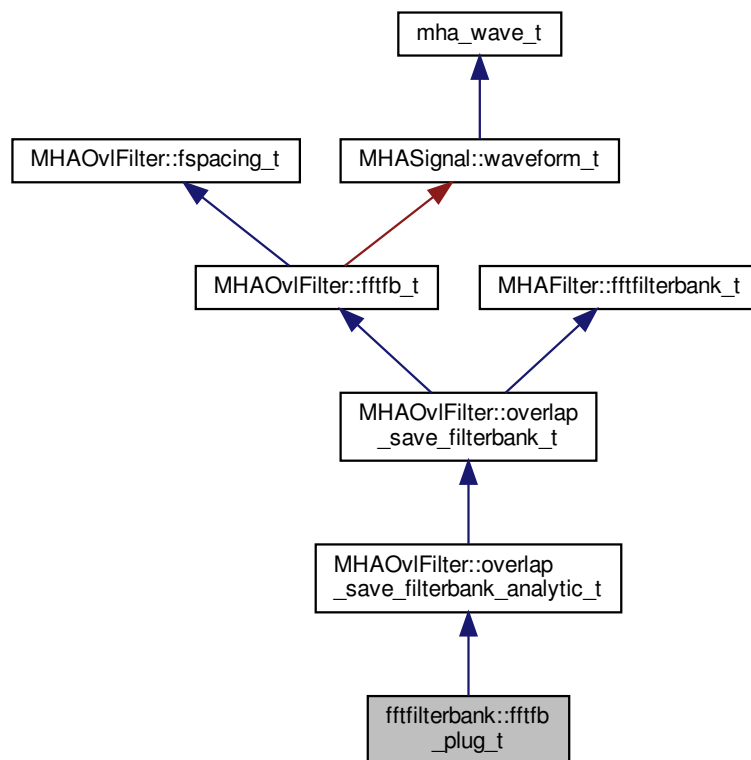 mha_wave_t
MHAOvlFilter::fspacing_t
MHASignal::waveform_t
MHAOvlFilter::fftfb_t
MHAFilter::fftfilterbank_t
MHAOvlFilter::overlap
_save_filterbank_t
MHAOvlFilter::overlap
_save_filterbank_analytic_t
fftfilterbank::fftfb
_plug_t